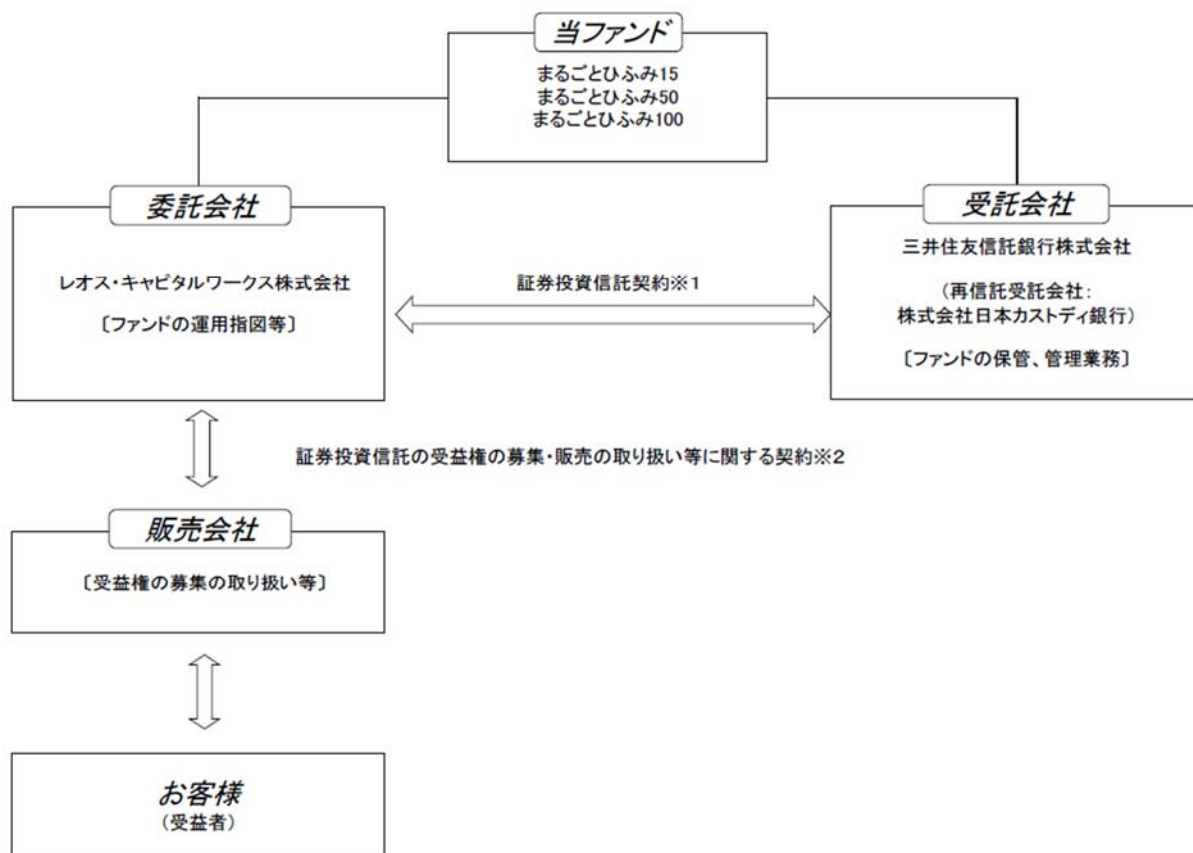 当ファンド
まるごとひふみ15
まるごとひふみ50
まるごとひふみ100
委託会社
レオス・キャピタルワークス株式会社
〔ファンドの運用指図等〕
証券投資信託契約※1
受託会社
三井住友信託銀行株式会社
(再信託受託会社:
株式会社日本カストディ銀行)
〔ファンドの保管、管理業務〕
証券投資信託の受益権の募集・販売の取り扱い等に関する契約※2
販売会社
〔受益権の募集の取り扱い等〕
お客様
(受益者)